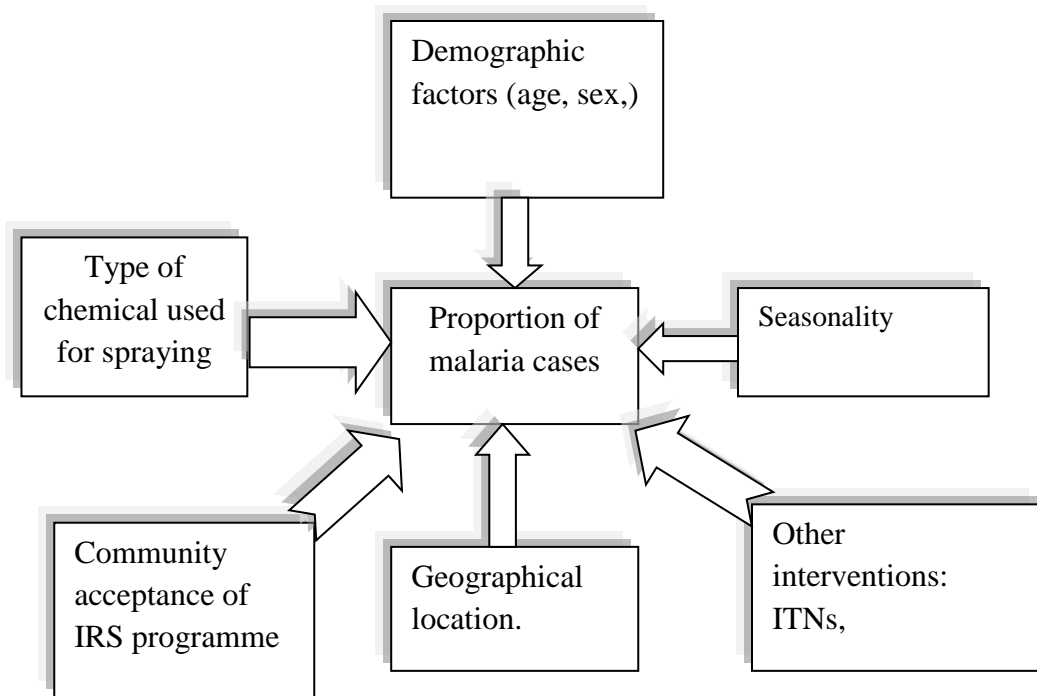 Demographic
factors (age, sex,)
Type of
chemical used
for spraying
Proportion of
malaria cases
Seasonality
Community
acceptance of
IRS programme
Geographical
location.
Other
interventions:
ITNs,